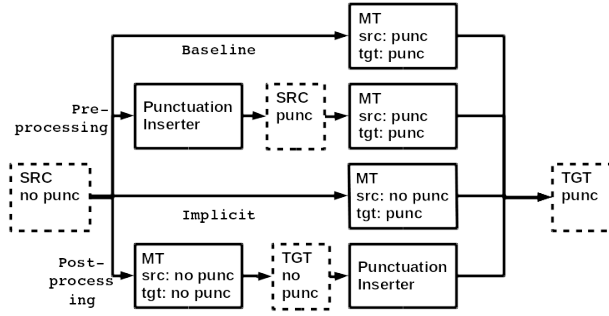 MT
src: punc
tgt: punc
Baseline
Pre-
processing
Punctuation
Inserter
SRC
punc
MT
src: punc
tgt: punc
SRC
no punc
Implicit
MT
src: no punc
tgt: punc
TGT
punc
Post-
process
ing
MT
src: no punc
tgt: no punc
TGT
no
punc
Punctuation
Inserter